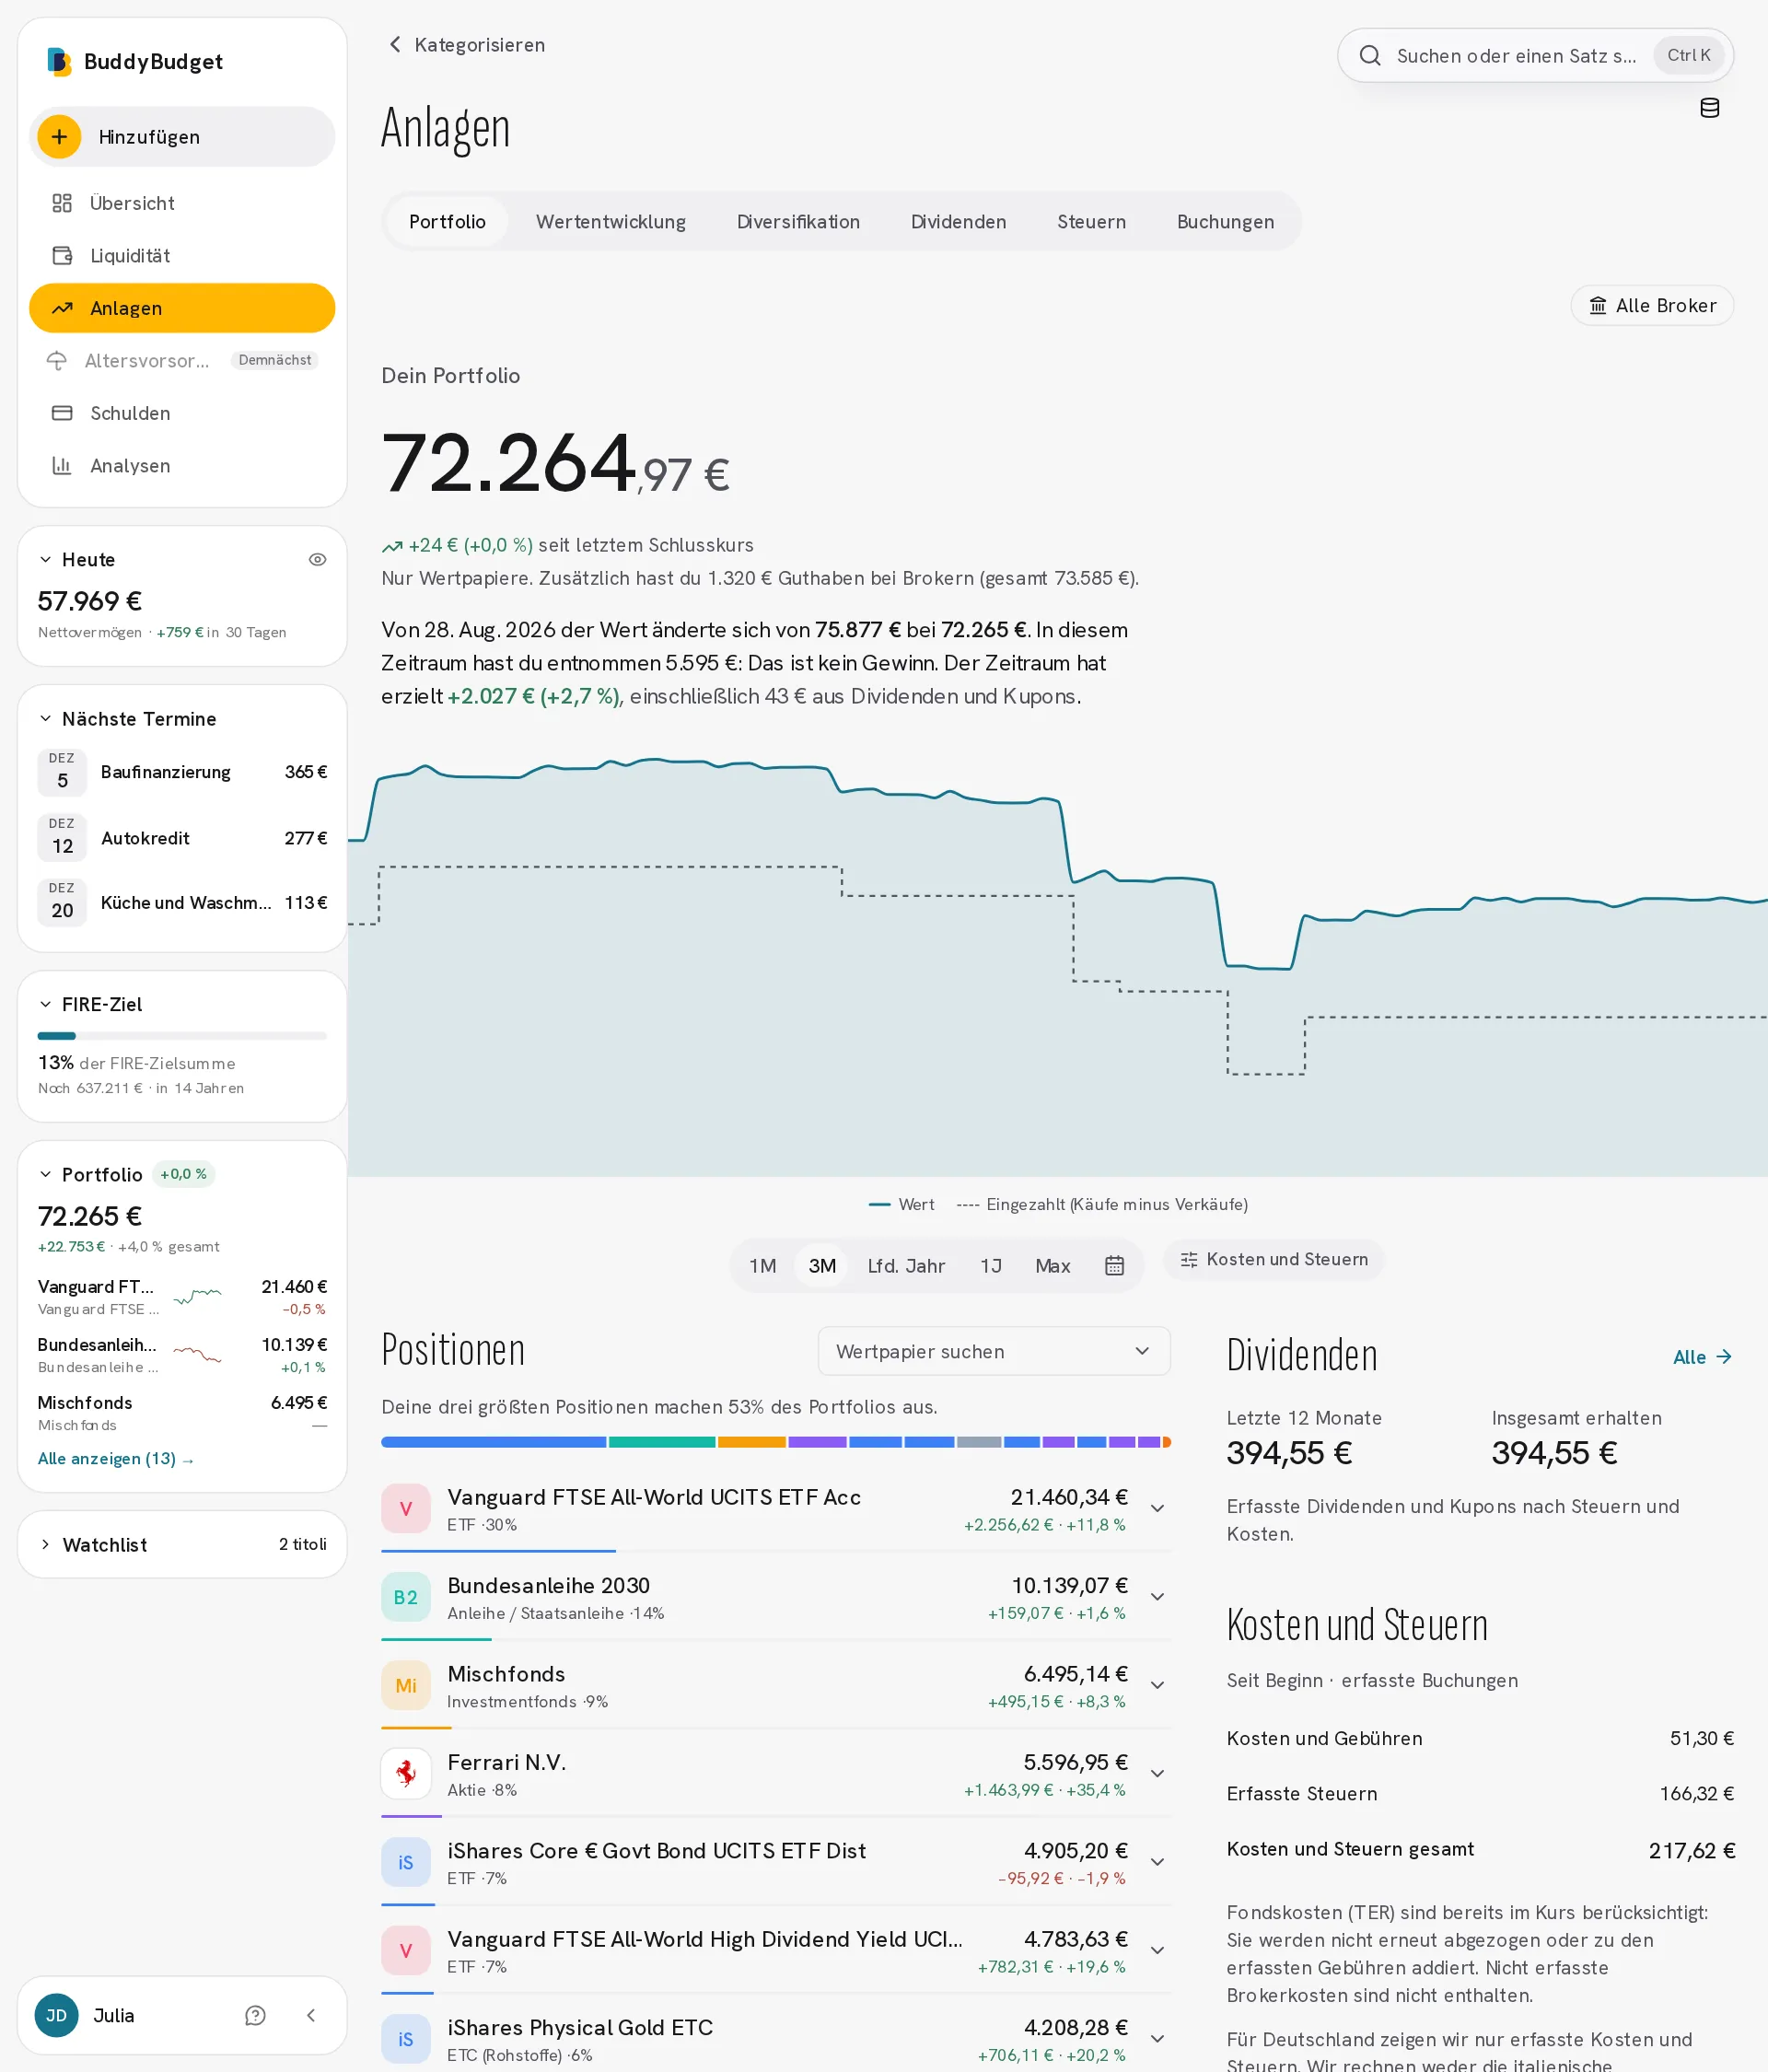 BuddyBudget
Hinzufügen
Übersicht
Liquidität
Anlagen
Altersvorsor... Demnächst
Schulden
Analysen
Heute
57.969 €
Nettovermögen · +759 € in 30 Tagen
Nächste Termine
DEZ
5 Baufinanzierung 365 €
DEZ
12 Autokredit 277 €
DEZ
20 Küche und Waschm... 113 €
FIRE-Ziel
13% der FIRE-Zielsumme
Noch 637.211 € · in 14 Jahren
Portfolio +0,0 %
72.265 €
+22.753 € · +4,0 % gesamt
Vanguard FT... 21.460 €
Vanguard FTSE ... −0,5 %
Bundesanleih... 10.139 €
Bundesanleihe ... +0,1 %
Mischfonds 6.495 €
Mischfonds —
Alle anzeigen (13) →
Watchlist 2 titoli
JD Julia
Kategorisieren
Suchen oder einen Satz s... Ctrl K
Anlagen
Portfolio Wertentwicklung Diversifikation Dividenden Steuern Buchungen
Alle Broker
Dein Portfolio
72.264,97 €
+24 € (+0,0 %) seit letztem Schlusskurs
Nur Wertpapiere. Zusätzlich hast du 1.320 € Guthaben bei Brokern (gesamt 73.585 €).
Von 28. Aug. 2026 der Wert änderte sich von 75.877 € bei 72.265 €. In diesem
Zeitraum hast du entnommen 5.595 €: Das ist kein Gewinn. Der Zeitraum hat
erzielt +2.027 € (+2,7 %), einschließlich 43 € aus Dividenden und Kupons.
Wert ---- Eingezahlt (Käufe minus Verkäufe)
1M 3M Lfd. Jahr 1J Max Kosten und Steuern
Positionen
Wertpapier suchen
Deine drei größten Positionen machen 53% des Portfolios aus.
V Vanguard FTSE All-World UCITS ETF Acc 21.460,34 €
ETF ·30% +2.256,62 € · +11,8 %
B2 Bundesanleihe 2030 10.139,07 €
Anleihe / Staatsanleihe ·14% +159,07 € · +1,6 %
Mi Mischfonds 6.495,14 €
Investmentfonds ·9% +495,15 € · +8,3 %
Ferrari N.V. 5.596,95 €
Aktie ·8% +1.463,99 € · +35,4 %
iS iShares Core € Govt Bond UCITS ETF Dist 4.905,20 €
ETF ·7% −95,92 € · −1,9 %
V Vanguard FTSE All-World High Dividend Yield UCI... 4.783,63 €
ETF ·7% +782,31 € · +19,6 %
iS iShares Physical Gold ETC 4.208,28 €
ETC (Rohstoffe) ·6% +706,11 € · +20,2 %
Dividenden Alle →
Letzte 12 Monate Insgesamt erhalten
394,55 € 394,55 €
Erfasste Dividenden und Kupons nach Steuern und
Kosten.
Kosten und Steuern
Seit Beginn · erfasste Buchungen
Kosten und Gebühren 51,30 €
Erfasste Steuern 166,32 €
Kosten und Steuern gesamt 217,62 €
Fondskosten (TER) sind bereits im Kurs berücksichtigt:
Sie werden nicht erneut abgezogen oder zu den
erfassten Gebühren addiert. Nicht erfasste
Brokerkosten sind nicht enthalten.
Für Deutschland zeigen wir nur erfasste Kosten und
Steuern. Wir rechnen weder die italienische